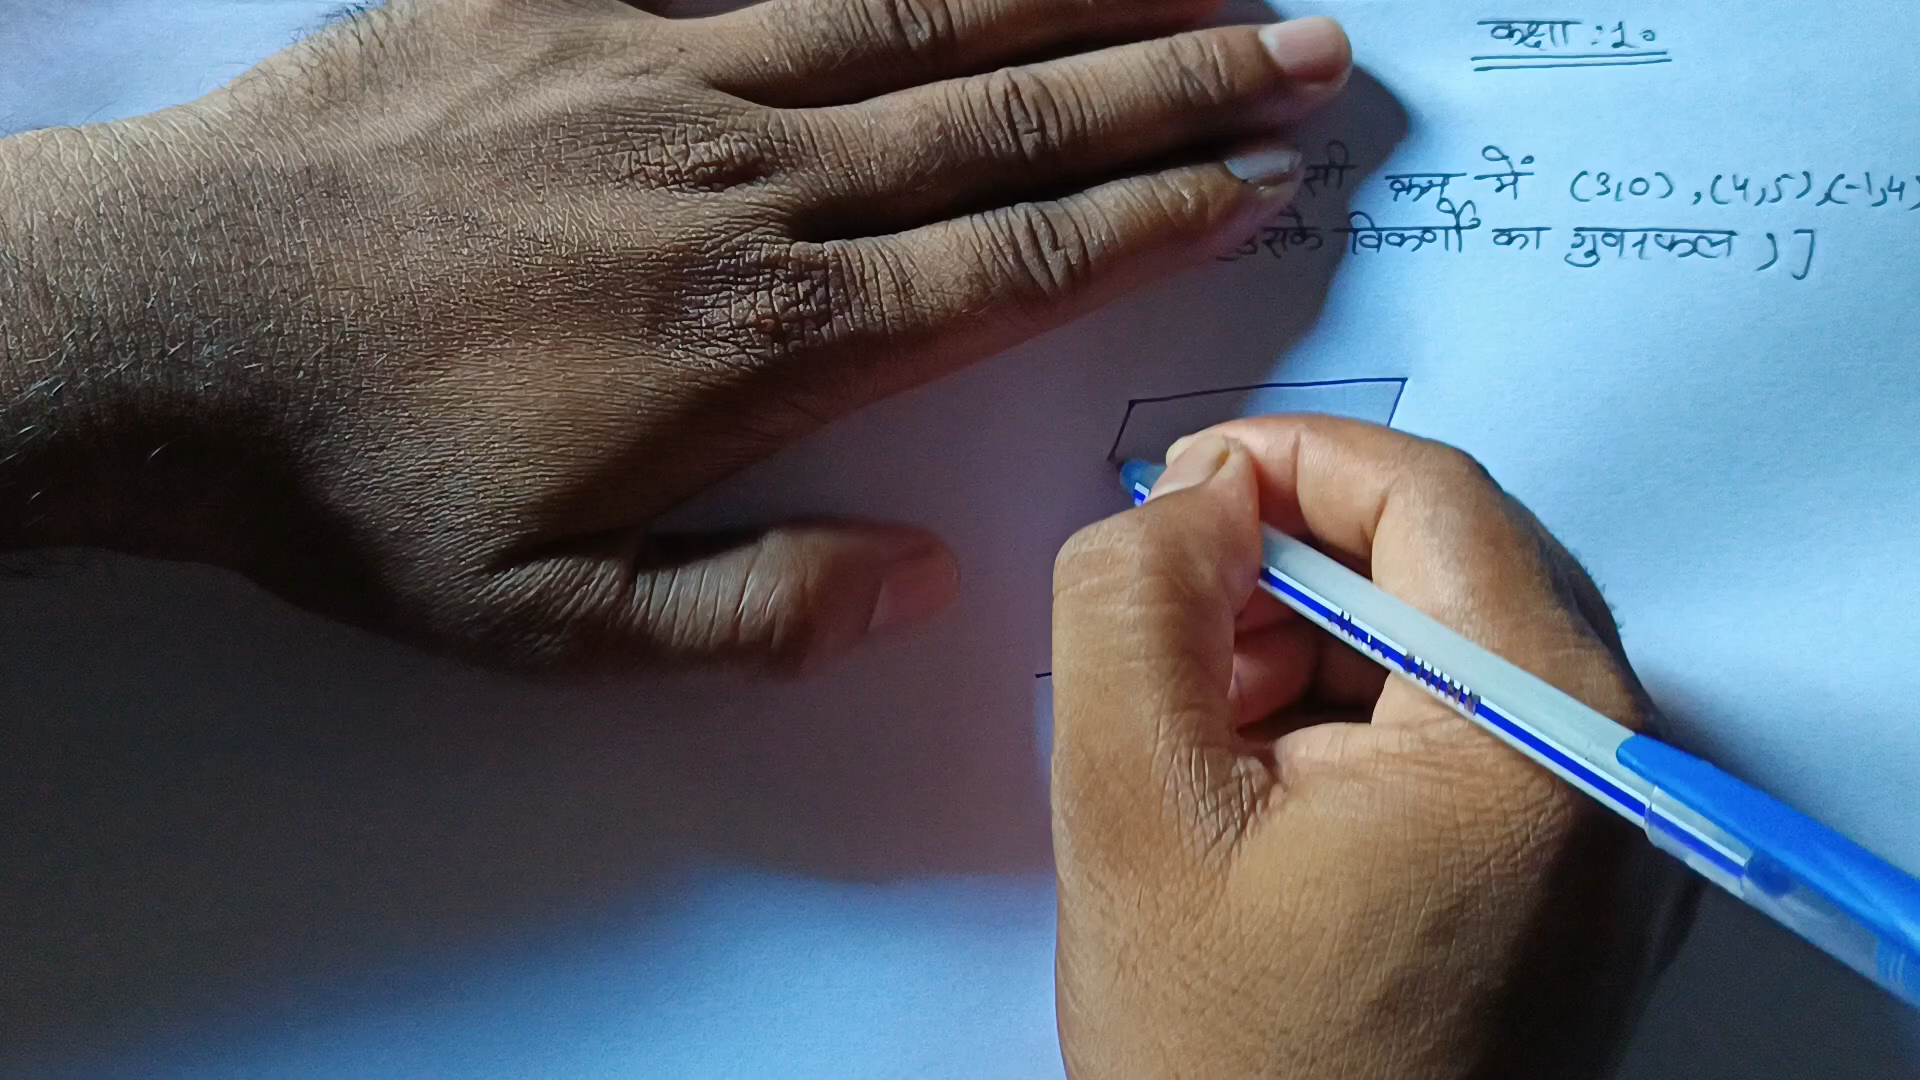 कक्षा : 10
सी क्रम में (3,0), (4,5), (-1,4)
उसके विकर्णों का गुणनफल )]